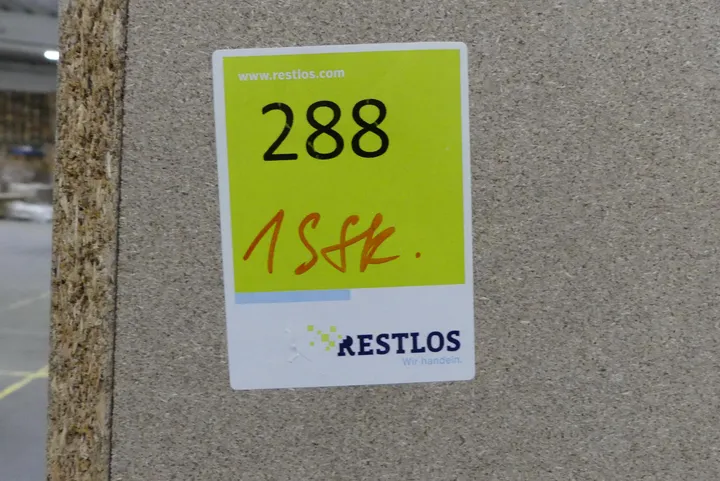 www.restlos.com
288
1 Stk.
RESTLOS
Wir handeln.